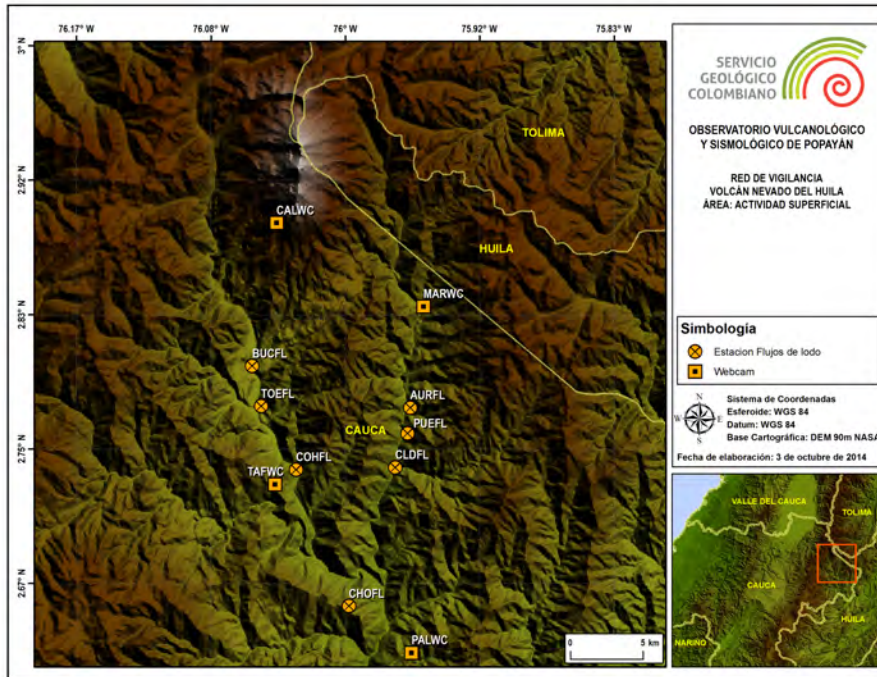 76.17° W
76.08° W
76° W
75.92° W
75.83° W
3° N
2.92° N
2.83° N
2.75° N
2.67° N
TOLIMA
HUILA
CAUCA
CALWC
MARWC
BUCFL
TOEFL
AURFL
PUEFL
COHFL
CLDFL
TAFWC
CHOFL
PALWC
0
5 km
SERVICIO
GEOLÓGICO
COLOMBIANO
OBSERVATORIO VULCANOLÓGICO
Y SISMOLÓGICO DE POPAYÁN
RED DE VIGILANCIA
VOLCÁN NEVADO DEL HUILA
ÁREA: ACTIVIDAD SUPERFICIAL
Simbología
Estacion Flujos de lodo
Webcam
N
W
E
S
Sistema de Coordenadas
Esferoide: WGS 84
Datum: WGS 84
Base Cartográfica: DEM 90m NASA
Fecha de elaboración: 3 de octubre de 2014
VALLE DEL CAUCA
TOLIMA
CAUCA
HUILA
NARIÑO